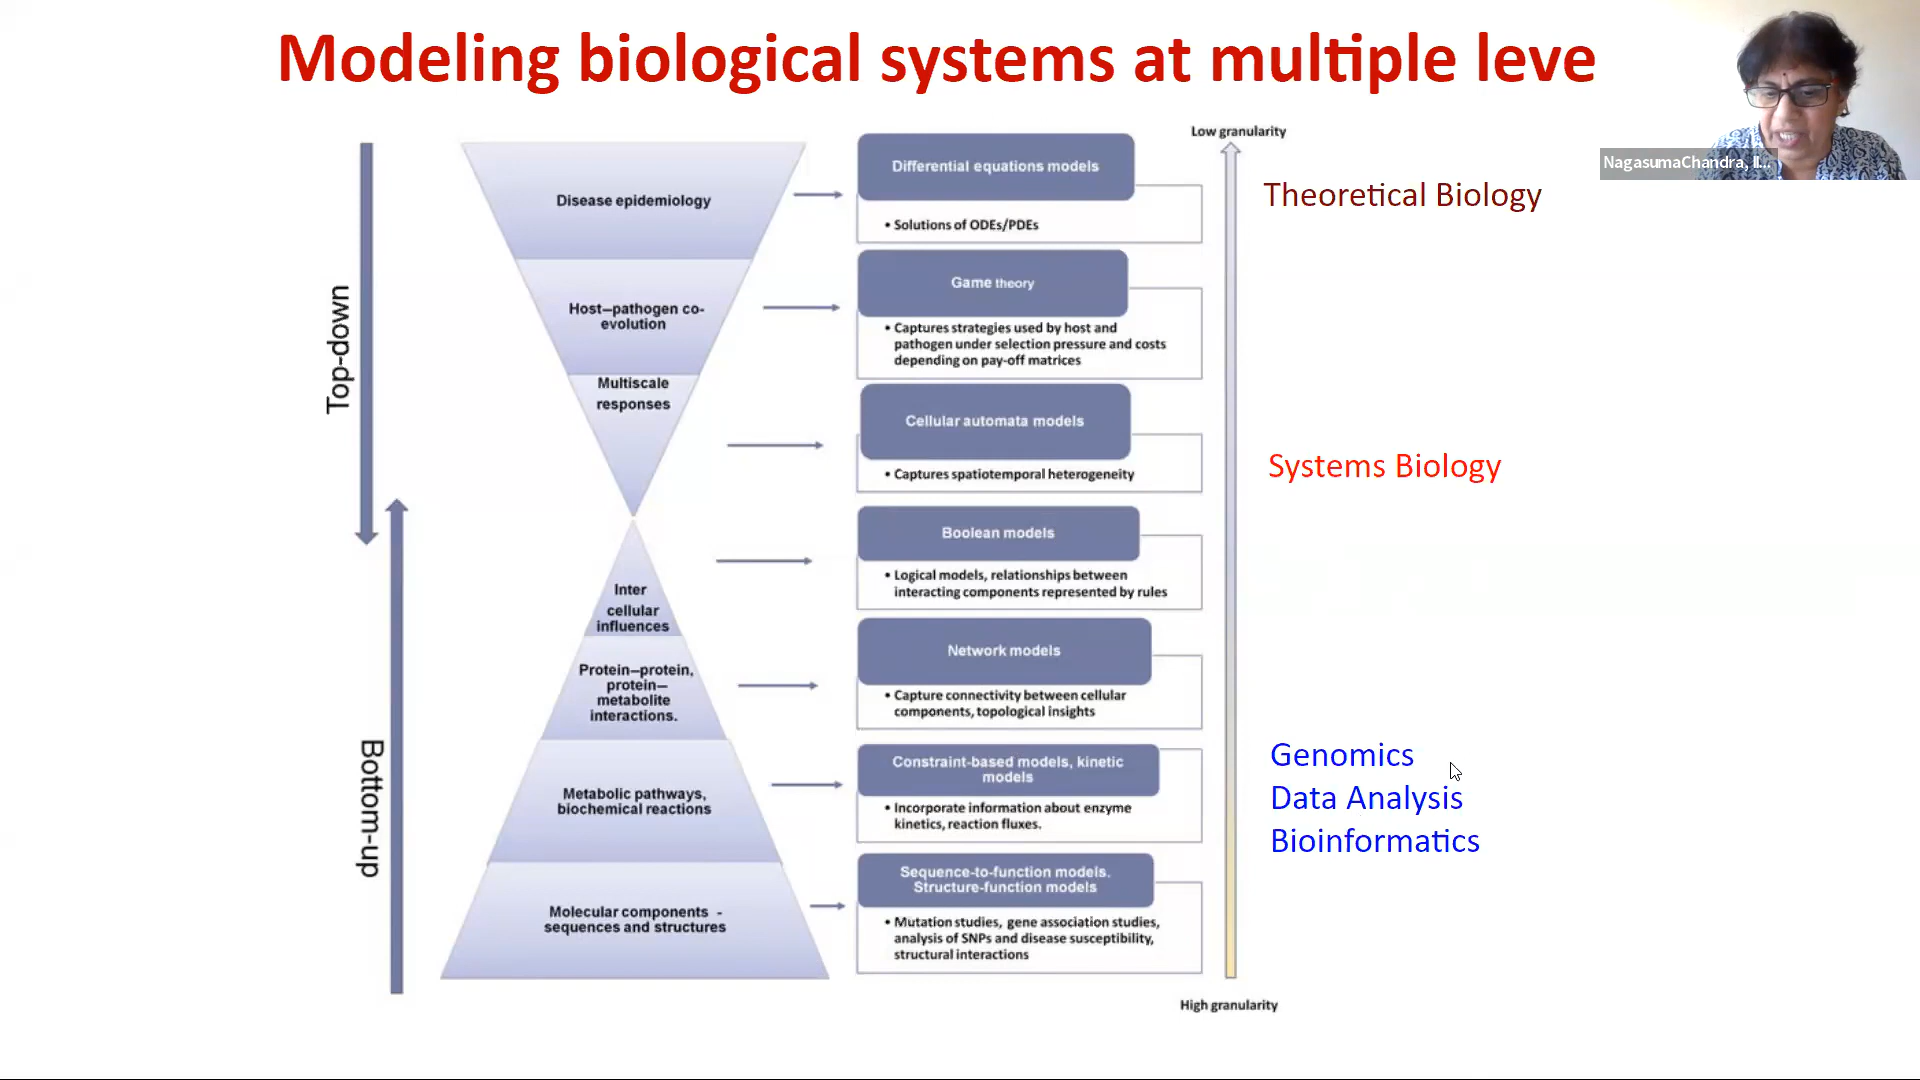 Modeling biological systems at multiple leve
NagasumaChandra, II...
Low granularity
Theoretical Biology
Systems Biology
Genomics
Data Analysis
Bioinformatics
High granularity
Top-down
Bottom-up
Disease epidemiology
Differential equations models
• Solutions of ODEs/PDEs
Host–pathogen co-
evolution
Game theory
• Captures strategies used by host and
pathogen under selection pressure and costs
depending on pay-off matrices
Multiscale
responses
Cellular automata models
• Captures spatiotemporal heterogeneity
Inter
cellular
influences
Boolean models
• Logical models, relationships between
interacting components represented by rules
Protein–protein,
protein–
metabolite
interactions.
Network models
• Capture connectivity between cellular
components, topological insights
Metabolic pathways,
biochemical reactions
Constraint-based models, kinetic
models
• Incorporate information about enzyme
kinetics, reaction fluxes.
Molecular components -
sequences and structures
Sequence-to-function models.
Structure-function models
• Mutation studies, gene association studies,
analysis of SNPs and disease susceptibility,
structural interactions